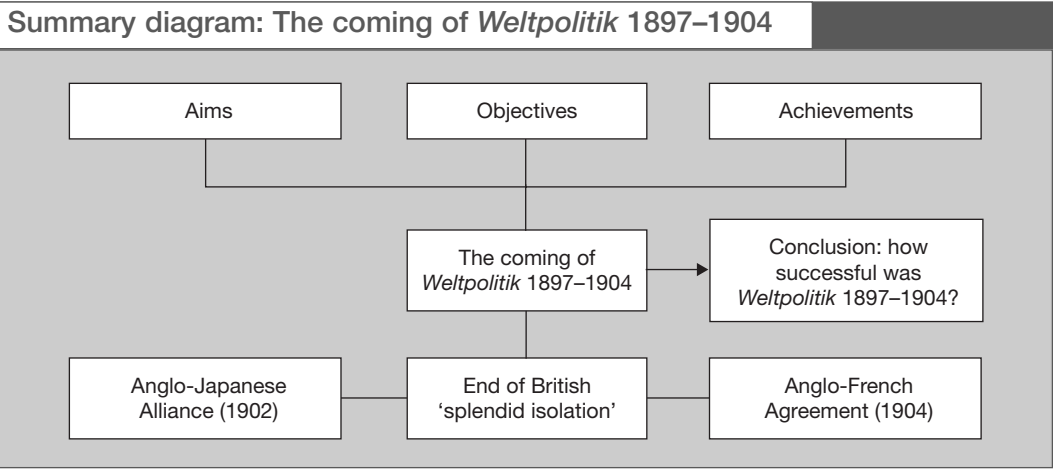 Summary diagram: The coming of Weltpolitik 1897–1904
Aims
Objectives
Achievements
The coming of
Weltpolitik 1897–1904
Conclusion: how
successful was
Weltpolitik 1897–1904?
Anglo-Japanese
Alliance (1902)
End of British
‘splendid isolation’
Anglo-French
Agreement (1904)